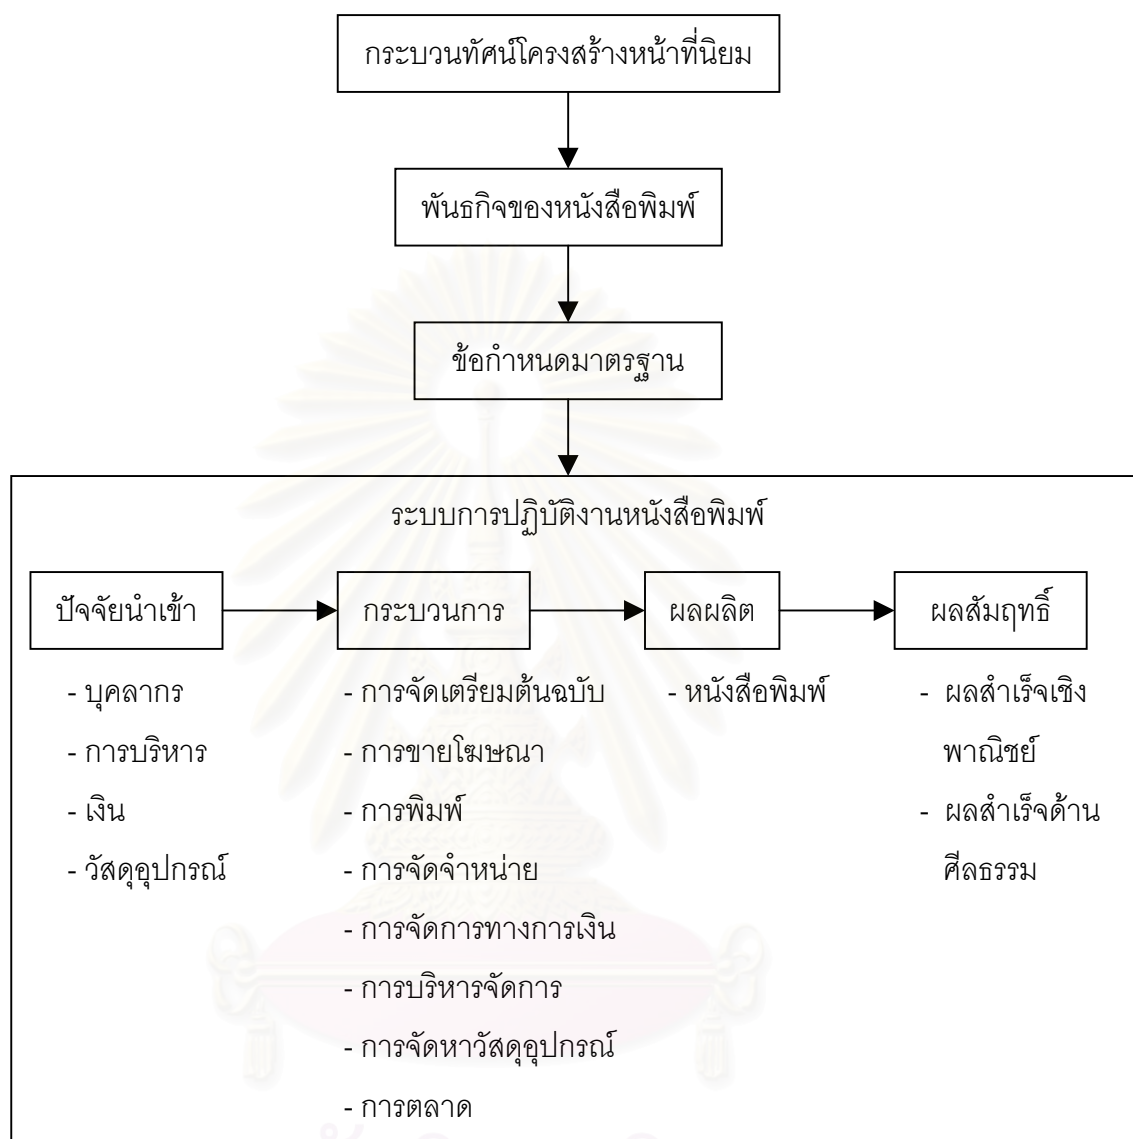 กระบวนทัศน์โครงสร้างหน้าที่นิยม
พันธกิจของหนังสือพิมพ์
ข้อกำหนดมาตรฐาน
ระบบการปฏิบัติงานหนังสือพิมพ์
ปัจจัยนำเข้า
กระบวนการ
ผลผลิต
ผลสัมฤทธิ์
- บุคลากร
- การบริหาร
- เงิน
- วัสดุอุปกรณ์
- การจัดเตรียมต้นฉบับ
- การขายโฆษณา
- การพิมพ์
- การจัดจำหน่าย
- การจัดการทางการเงิน
- การบริหารจัดการ
- การจัดหาวัสดุอุปกรณ์
- การตลาด
- หนังสือพิมพ์
- ผลสำเร็จเชิง
พาณิชย์
- ผลสำเร็จด้าน
ศีลธรรม